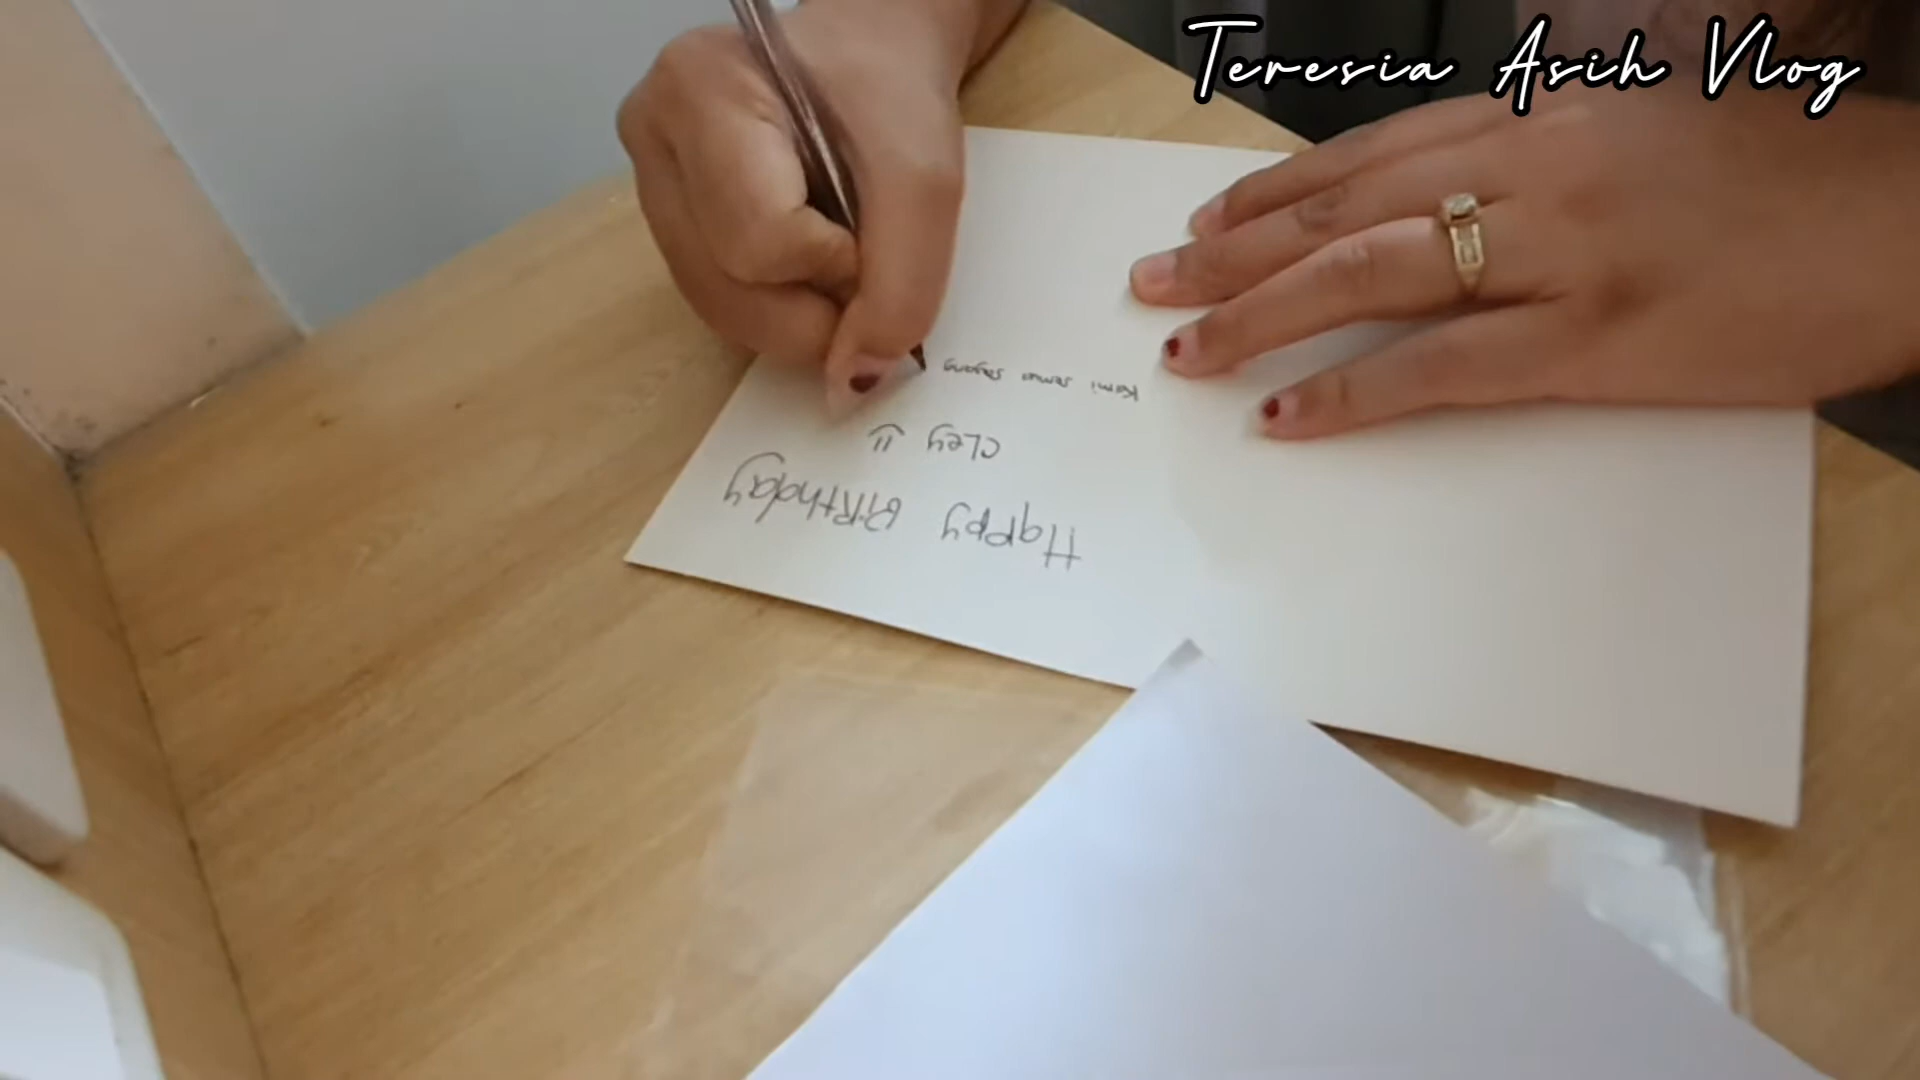 Teresia Asih Vlog
Happy BiRthday
CLey =)
Kami semua sayang